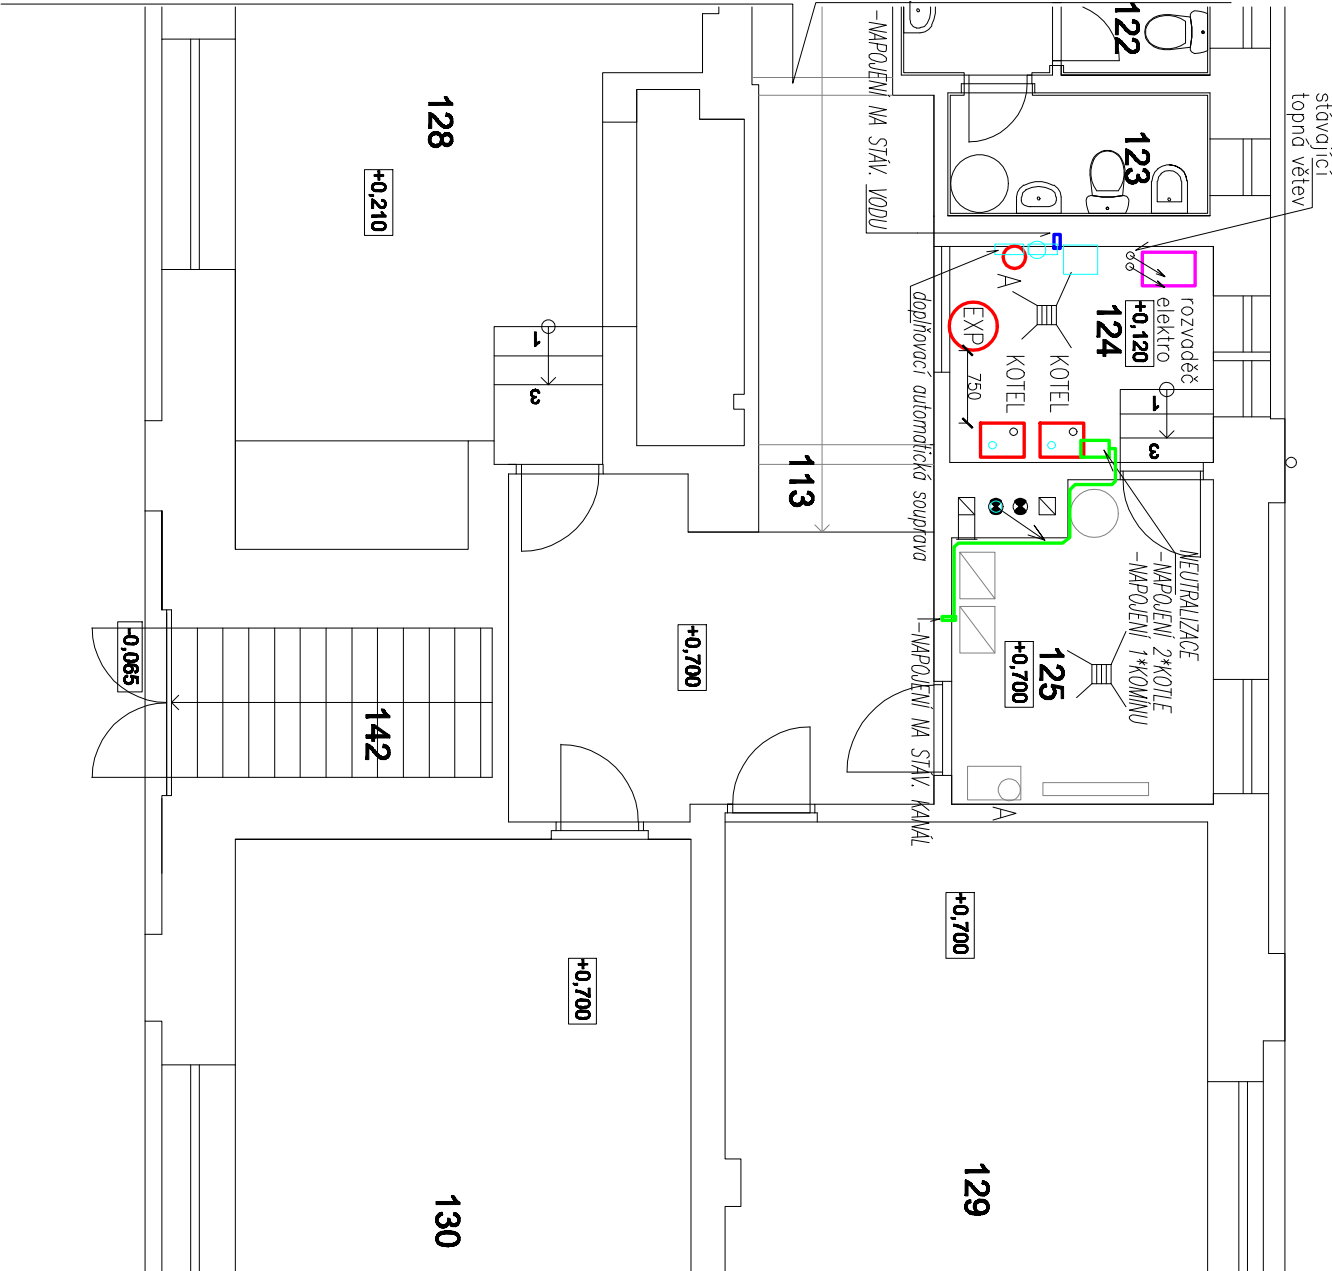 122
123
stávající
topná větev
-NAPOJENÍ NA STÁV. VODU
128
+0,210
rozvaděč
elektro
+0,120
124
A
EXP
KOTEL
KOTEL
750
doplňovací automatická souprava
1
3
1
3
113
NEUTRALIZACE
-NAPOJENÍ 2*KOTLE
-NAPOJENÍ 1*KOMÍNU
125
+0,700
-NAPOJENÍ NA STÁV. KANÁL
+0,700
-0,065
142
A
+0,700
+0,700
129
130